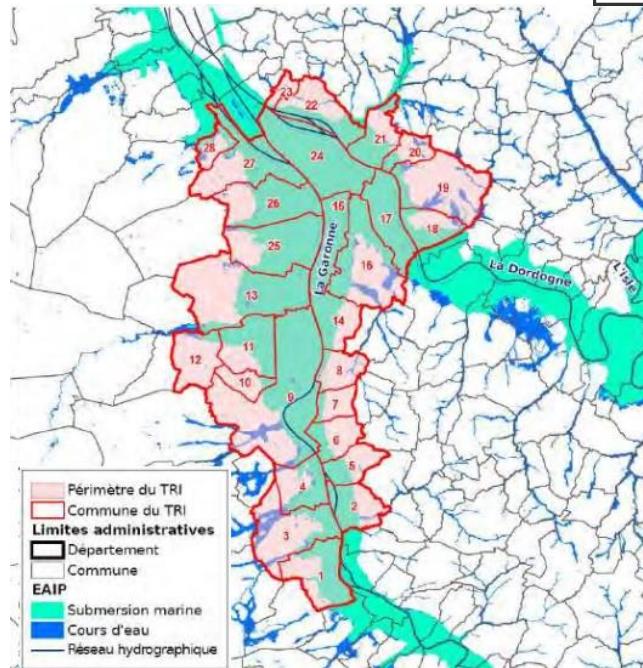 23
22
21
28
20
27
24
19
26
15
17
18
La Garonne
25
16
La Dordogne
L'Isle
13
14
11
12
8
10
9
7
6
5
4
2
3
1
Périmètre du TRI
Commune du TRI
Limites administratives
Département
Commune
EAIP
Submersion marine
Cours d'eau
Réseau hydrographique